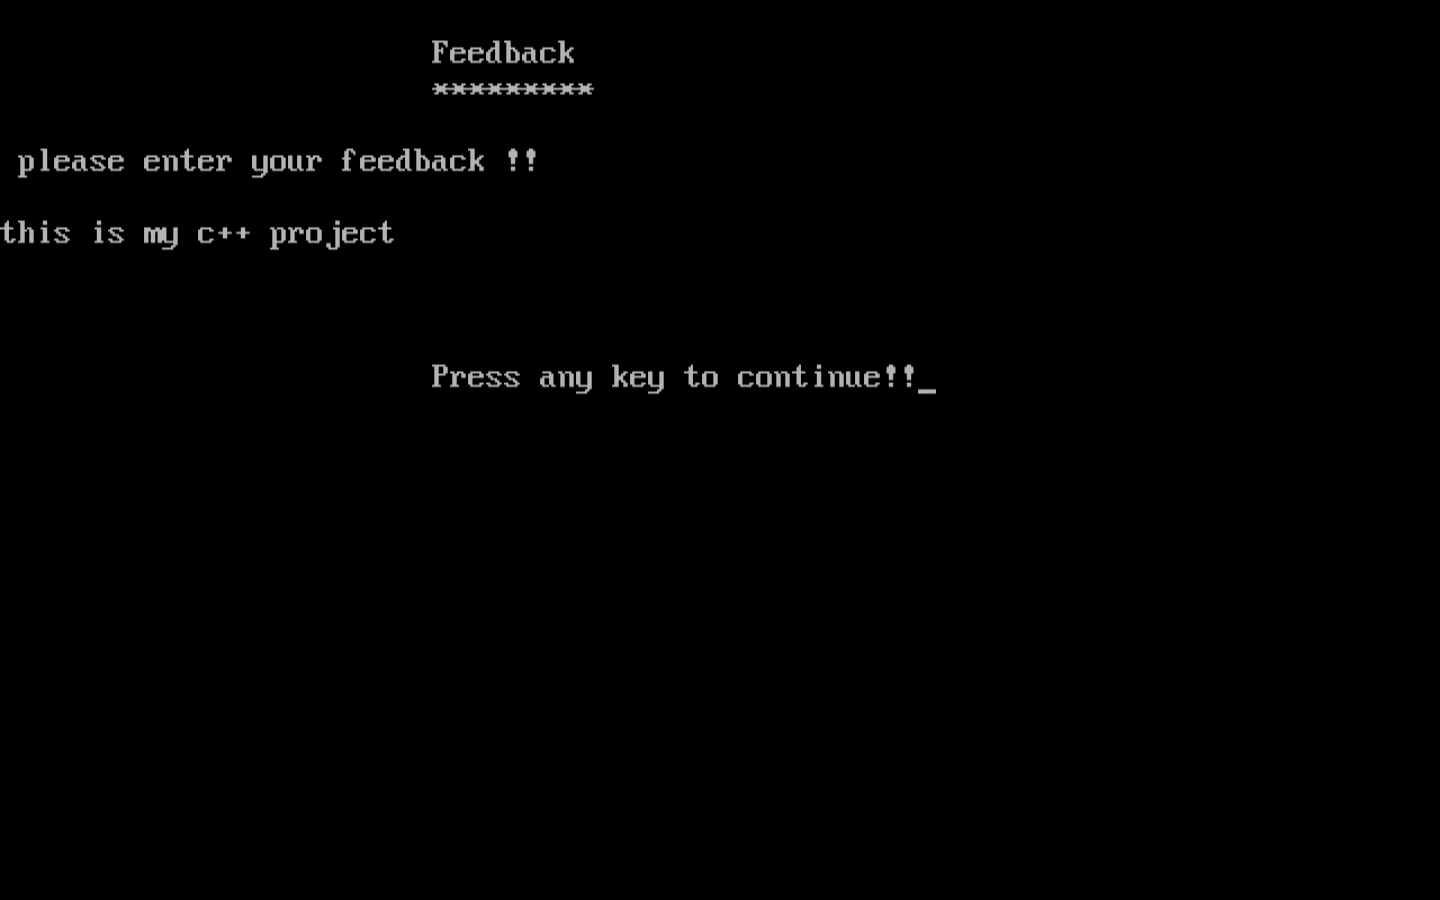 Feedback
*********
please enter your feedback !!
this is my c++ project
Press any key to continue!!_